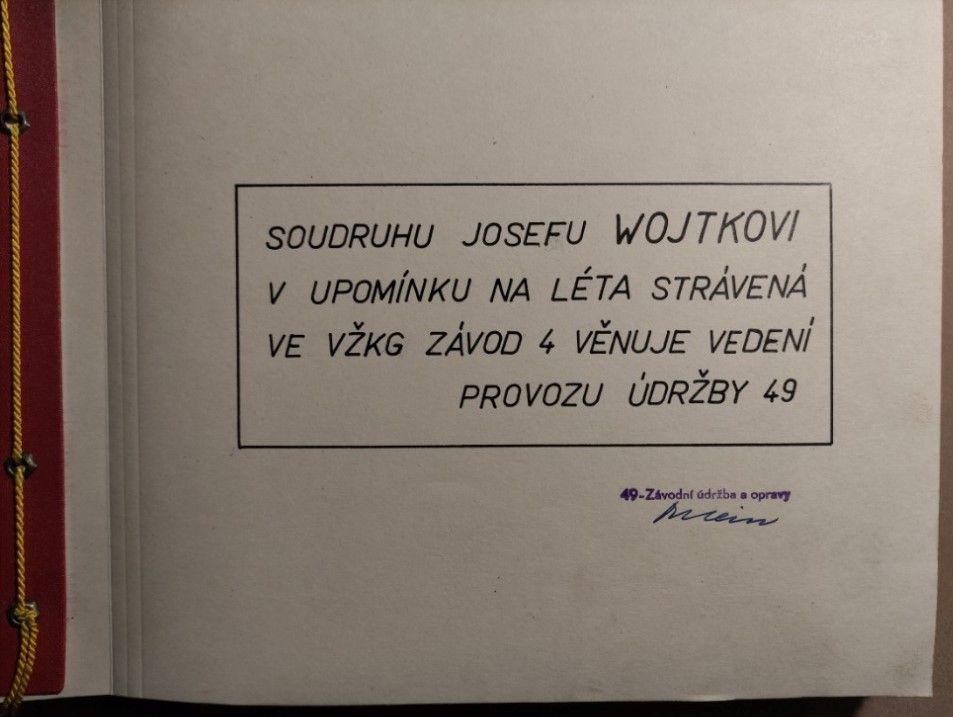 SOUDRUHU JOSEFU WOJTKOVI
V UPOMÍNKU NA LÉTA STRÁVENÁ
VE VŽKG ZÁVOD 4 VĚNUJE VEDENÍ
PROVOZU ÚDRŽBY 49
49-Závodní údržba a opravy